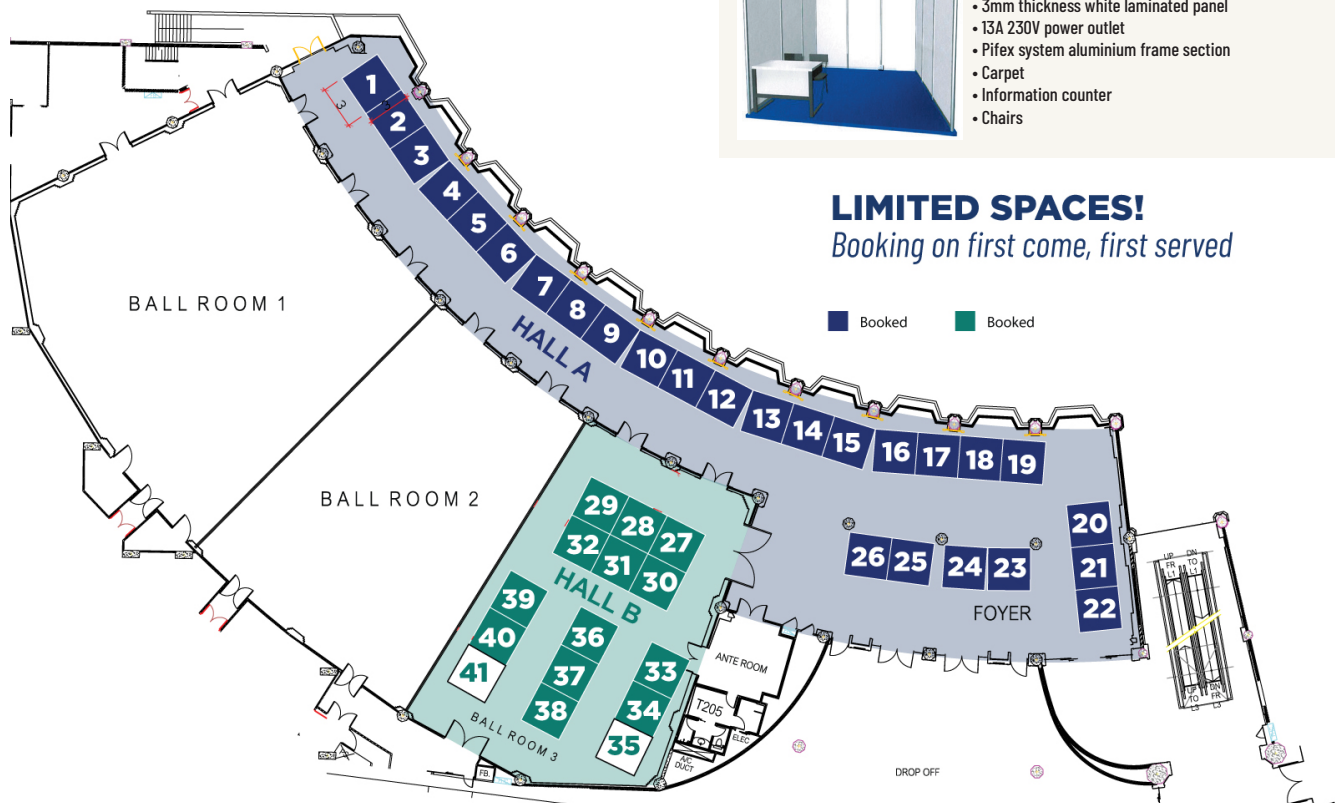 • 3mm thickness white laminated panel
• 13A 230V power outlet
• Pifex system aluminium frame section
• Carpet
• Information counter
• Chairs
LIMITED SPACES!
Booking on first come, first served
Booked
Booked
1
3
3
2
3
4
5
6
7
8
9
10
11
12
13
14
15
16
17
18
19
20
21
22
26
25
24
23
HALL A
FOYER
BALL ROOM 1
BALL ROOM 2
29
28
27
32
31
30
HALL B
39
40
41
36
37
38
33
34
35
BALL ROOM 3
ANTE ROOM
T205
ELEC
A/C
DUCT
FB.
DROP OFF
UP
FR
L1
DN
TO
L1
UP
TO
L3
DN
FR